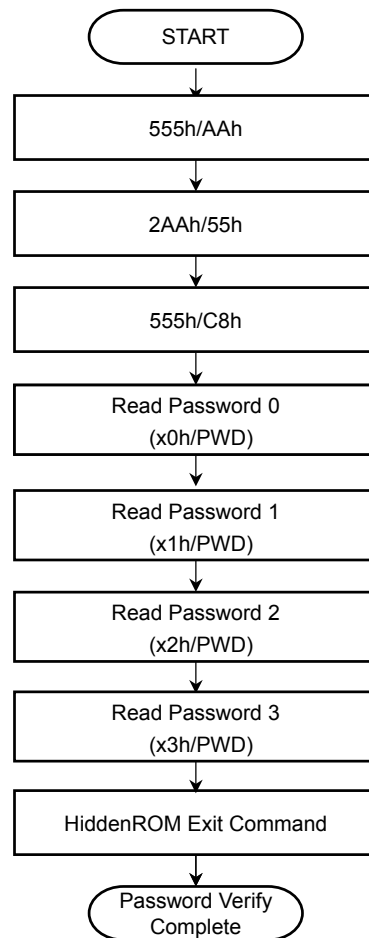 START
555h/AAh
2AAh/55h
555h/C8h
Read Password 0
(x0h/PWD)
Read Password 1
(x1h/PWD)
Read Password 2
(x2h/PWD)
Read Password 3
(x3h/PWD)
HiddenROM Exit Command
Password Verify
Complete